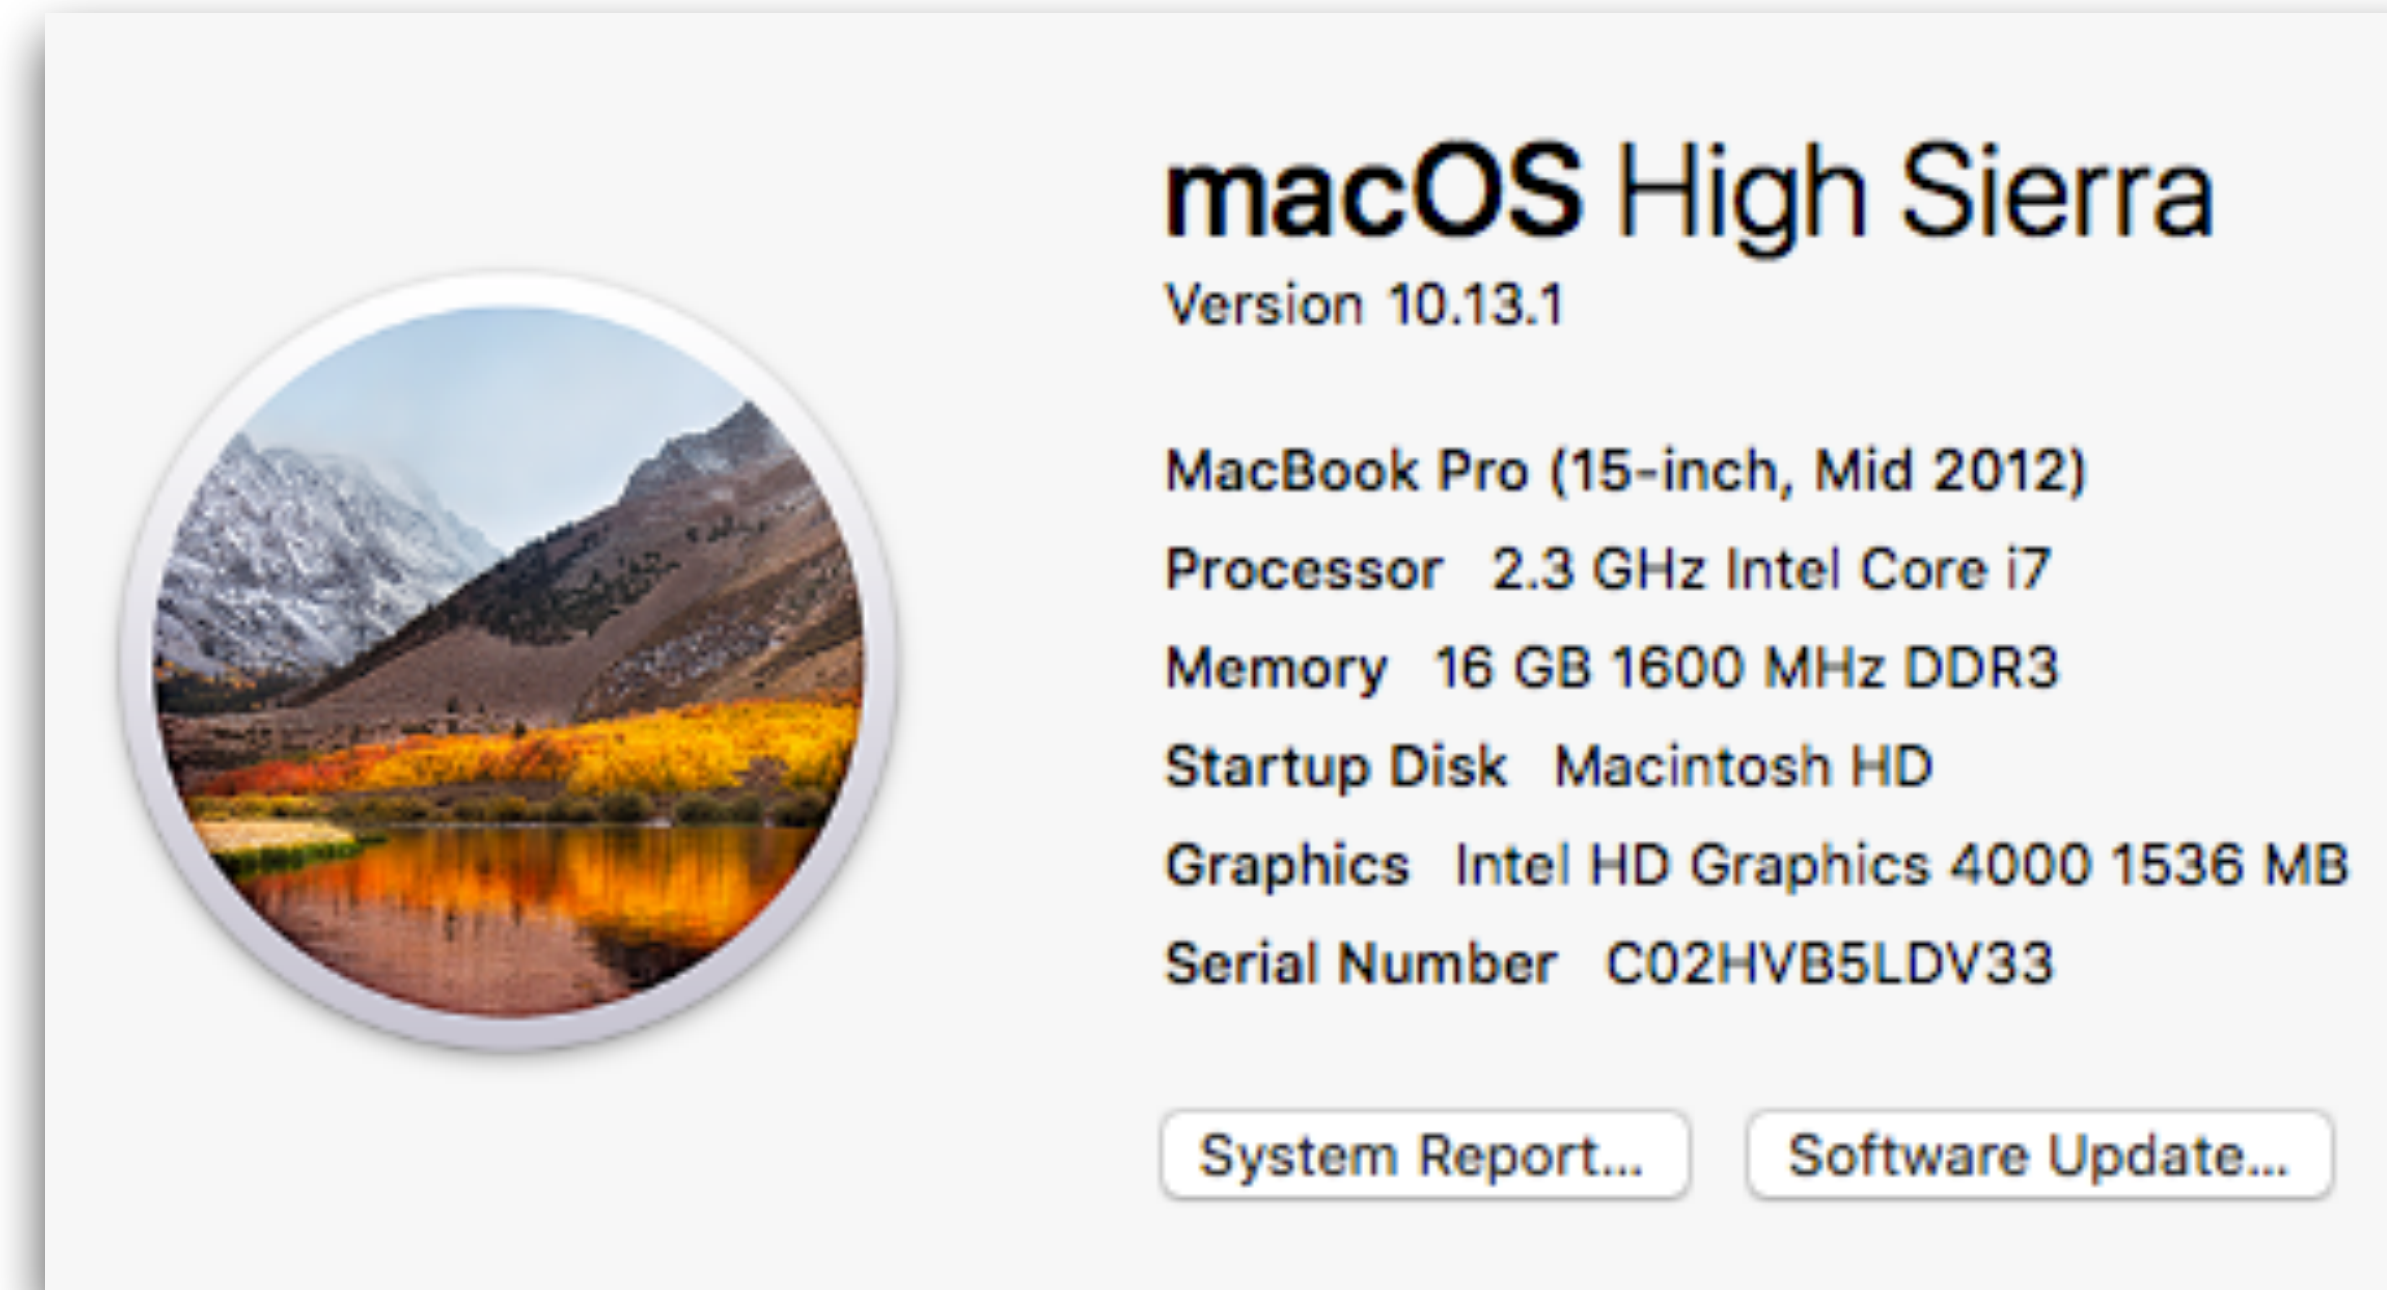 macOS High Sierra
Version 10.13.1
MacBook Pro (15-inch, Mid 2012)
Processor 2.3 GHz Intel Core i7
Memory 16 GB 1600 MHz DDR3
Startup Disk Macintosh HD
Graphics Intel HD Graphics 4000 1536 MB
Serial Number C02HVB5LDV33
System Report... Software Update...